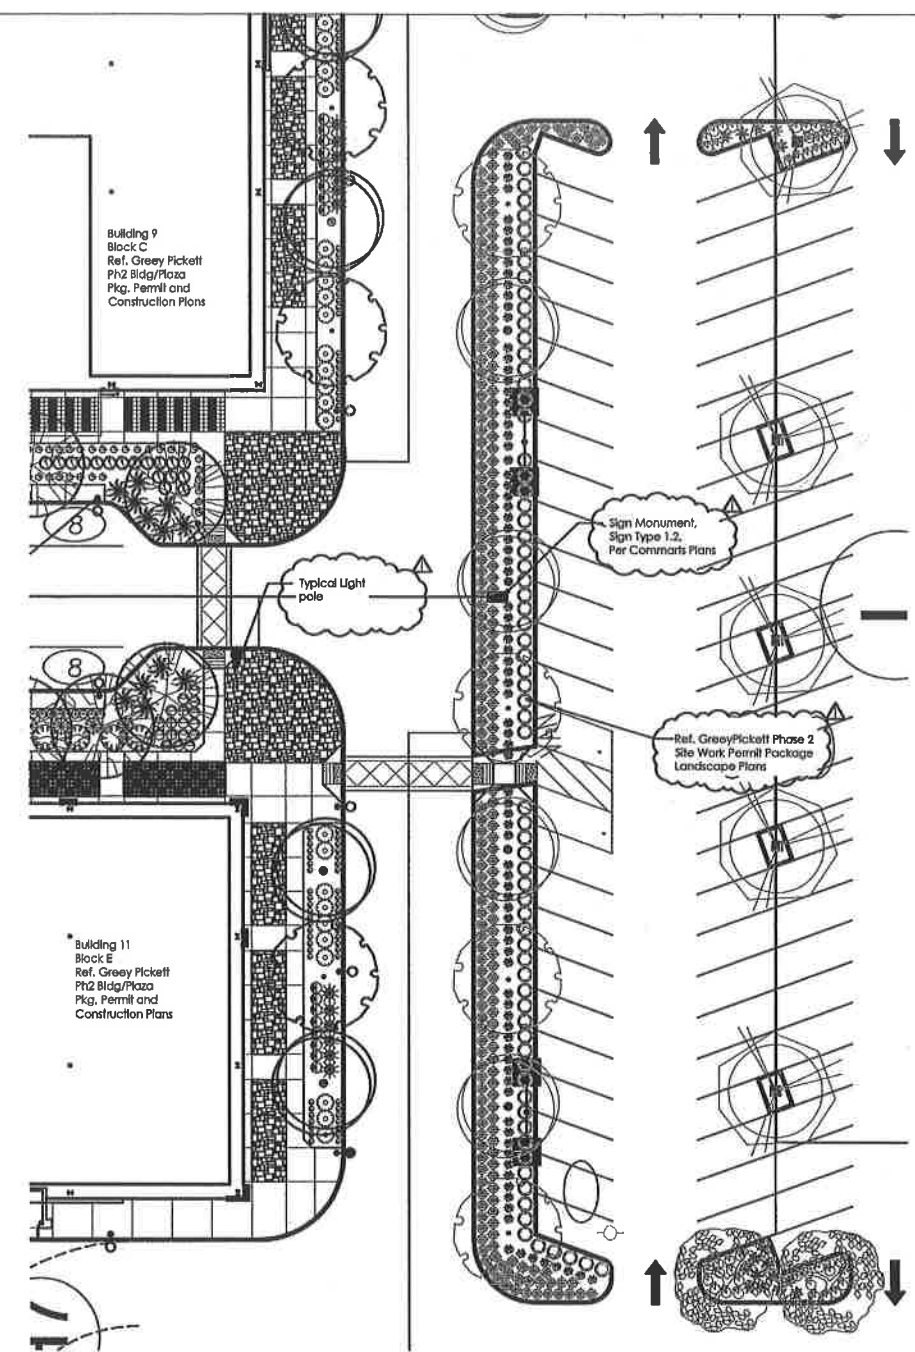 Building 9
Block C
Ref. Greey Pickett
Ph2 Bldg/Plaza
Pkg. Permit and
Construction Plans
8
Sign Monument,
Sign Type 1.2,
Per Commarts Plans
Typical Light
pole
8
Ref. GreeyPickett Phase 2
Site Work Permit Package
Landscape Plans
Building 11
Block E
Ref. Greey Pickett
Ph2 Bldg/Plaza
Pkg. Permit and
Construction Plans